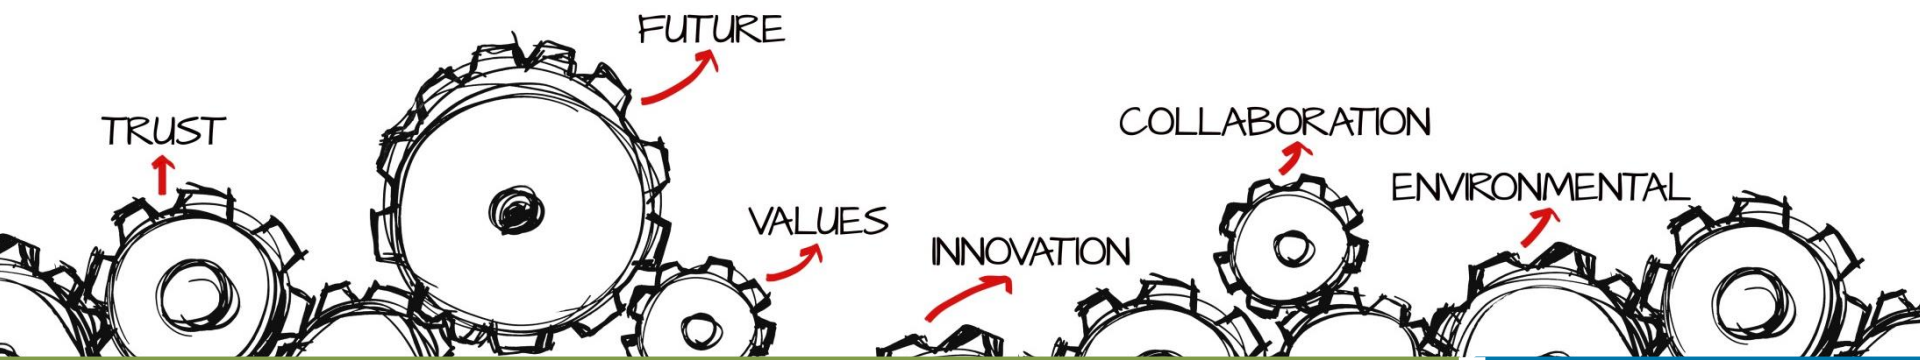 TRUST
FUTURE
VALUES
INNOVATION
COLLABORATION
ENVIRONMENTAL